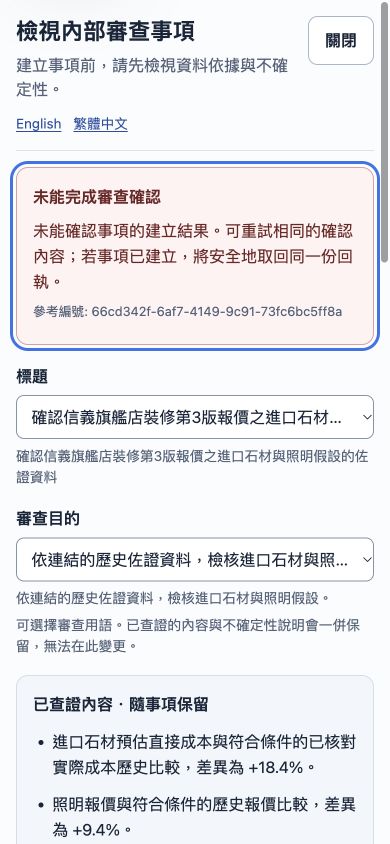 檢視內部審查事項
關閉
建立事項前，請先檢視資料依據與不確
定性。
English 繁體中文
未能完成審查確認
未能確認事項的建立結果。可重試相同的確認
內容；若事項已建立，將安全地取回同一份回
執。
參考編號: 66cd342f-6af7-4149-9c91-73fc6bc5ff8a
標題
確認信義旗艦店裝修第3版報價之進口石材...
確認信義旗艦店裝修第3版報價之進口石材與照明假設的佐
證資料
審查目的
依連結的歷史佐證資料，檢核進口石材與照...
依連結的歷史佐證資料，檢核進口石材與照明假設。
可選擇審查用語。已查證的內容與不確定性說明會一併保
留，無法在此變更。
已查證內容 · 隨事項保留
• 進口石材預估直接成本與符合條件的已核對
實際成本歷史比較，差異為 +18.4%。
• 照明報價與符合條件的歷史報價比較，差異
為 +9.4%。